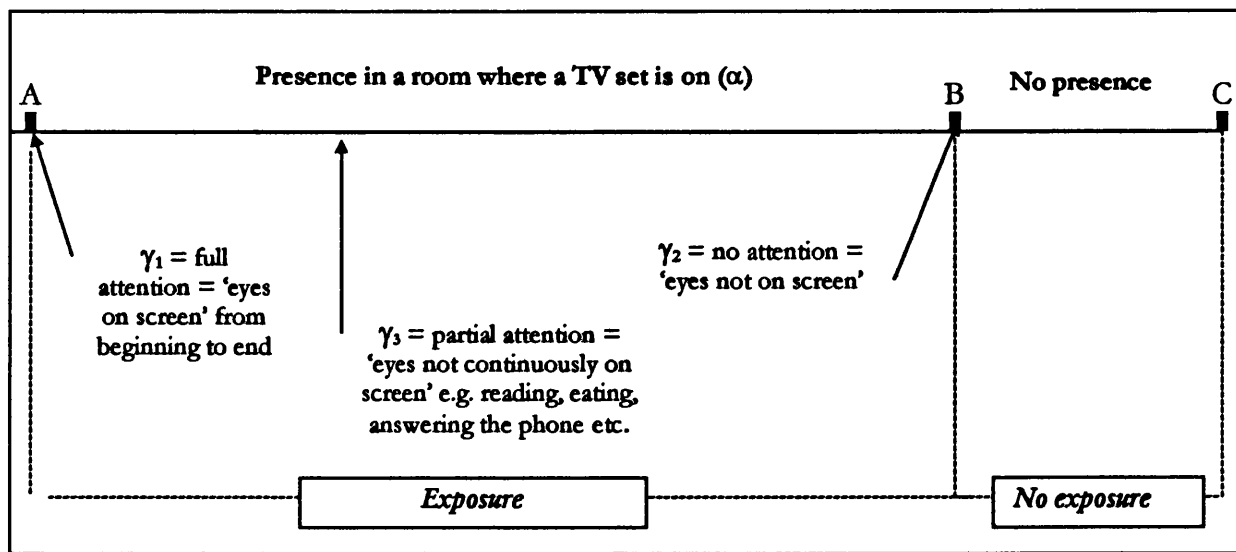 Presence in a room where a TV set is on (α)
No presence
A
B
C
γ₁ = full
attention = ‘eyes
on screen’ from
beginning to end
γ₂ = no attention =
‘eyes not on screen’
γ₃ = partial attention =
‘eyes not continuously on
screen’ e.g. reading, eating,
answering the phone etc.
Exposure
No exposure